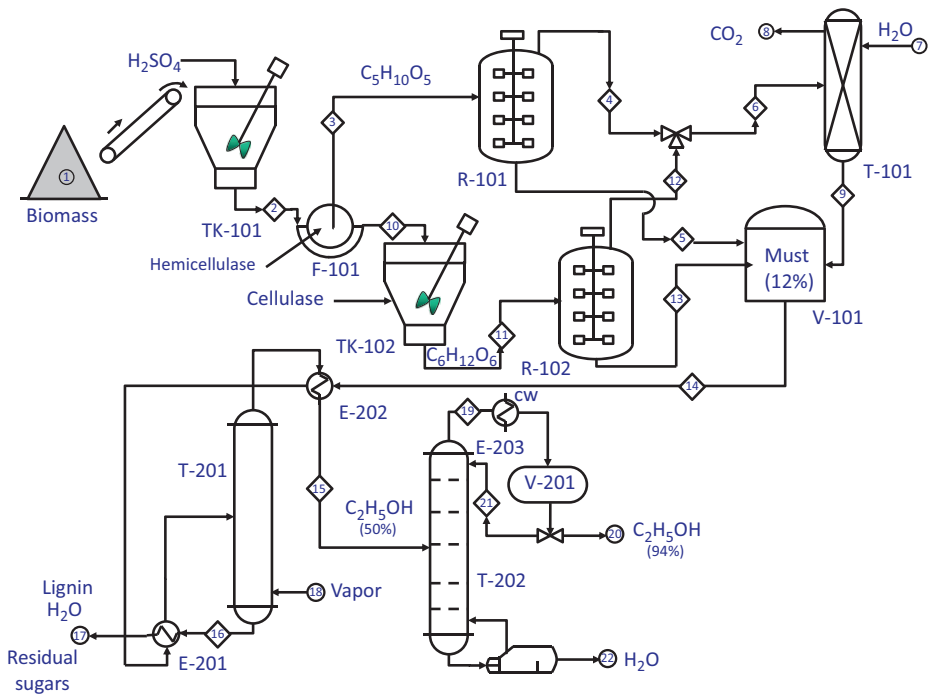 H₂SO₄
C₅H₁₀O₅
CO₂
8
H₂O
7
4
6
3
1
Biomass
2
TK-101
Hemicellulase
F-101
10
R-101
12
T-101
9
5
Must
(12%)
V-101
Cellulase
13
11
TK-102
C₆H₁₂O₆
R-102
14
E-202
19
cw
E-203
T-201
15
V-201
21
C₂H₅OH
(50%)
20
C₂H₅OH
(94%)
T-202
18
Vapor
Lignin
H₂O
17
16
E-201
Residual
sugars
22
H₂O